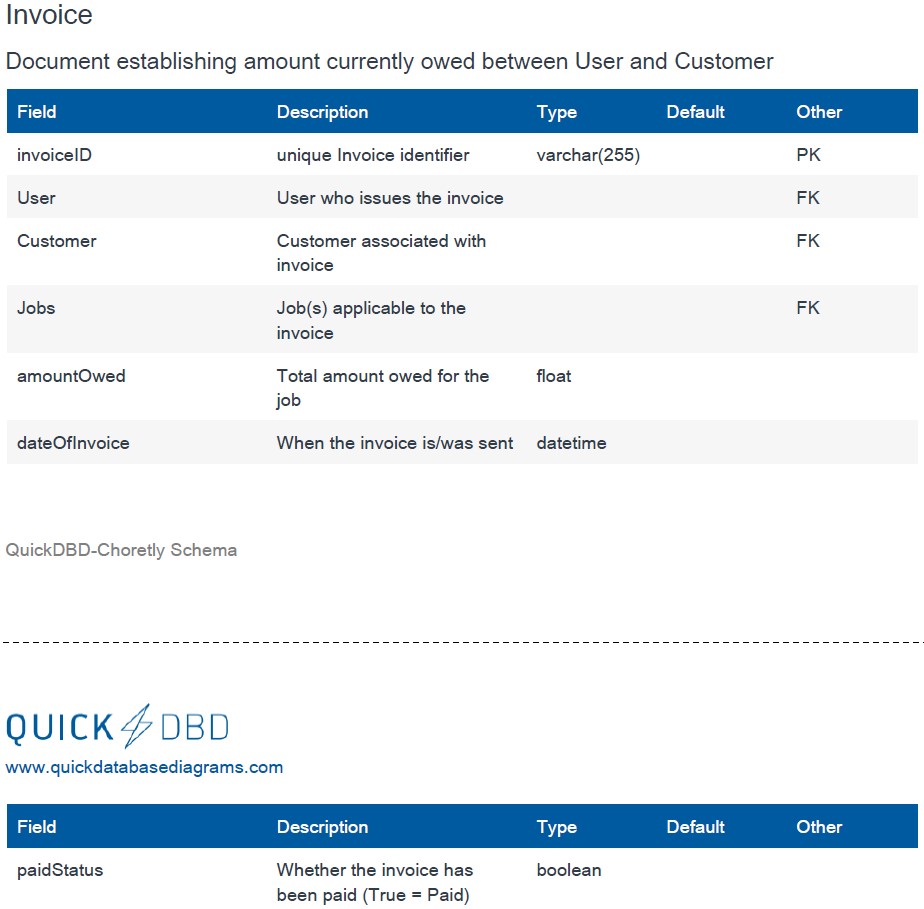 Invoice
Document establishing amount currently owed between User and Customer
Field Description Type Default Other
invoiceID unique Invoice identifier varchar(255) PK
User User who issues the invoice FK
Customer Customer associated with FK
invoice
Jobs Job(s) applicable to the FK
invoice
amountOwed Total amount owed for the float
job
dateOfInvoice When the invoice is/was sent datetime
QuickDBD-Choretly Schema
QUICK DBD
www.quickdatabasediagrams.com
Field Description Type Default Other
paidStatus Whether the invoice has boolean
been paid (True = Paid)